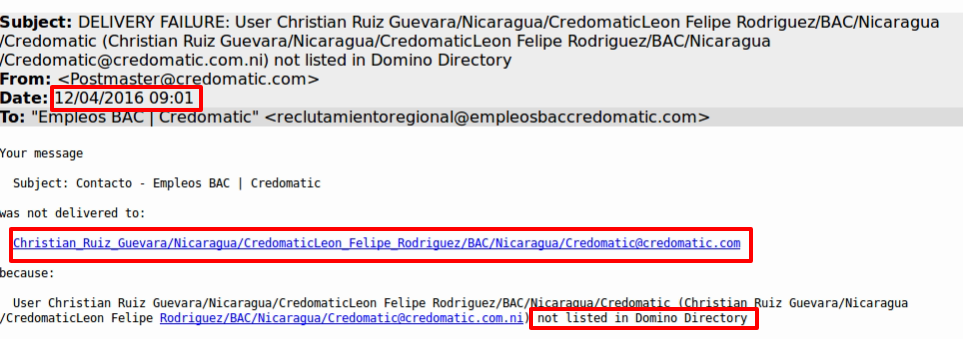 Subject: DELIVERY FAILURE: User Christian Ruiz Guevara/Nicaragua/CredomaticLeon Felipe Rodriguez/BAC/Nicaragua
/Credomatic (Christian Ruiz Guevara/Nicaragua/CredomaticLeon Felipe Rodriguez/BAC/Nicaragua
/Credomatic@credomatic.com.ni) not listed in Domino Directory
From: <Postmaster@credomatic.com>
Date: 12/04/2016 09:01
To: "Empleos BAC | Credomatic" <reclutamientoregional@empleosbaccredomatic.com>
Your message
Subject: Contacto - Empleos BAC | Credomatic
was not delivered to:
Christian_Ruiz_Guevara/Nicaragua/CredomaticLeon_Felipe_Rodriguez/BAC/Nicaragua/Credomatic@credomatic.com
because:
User Christian Ruiz Guevara/Nicaragua/CredomaticLeon Felipe Rodriguez/BAC/Nicaragua/Credomatic (Christian Ruiz Guevara/Nicaragua
/CredomaticLeon Felipe Rodriguez/BAC/Nicaragua/Credomatic@credomatic.com.ni) not listed in Domino Directory